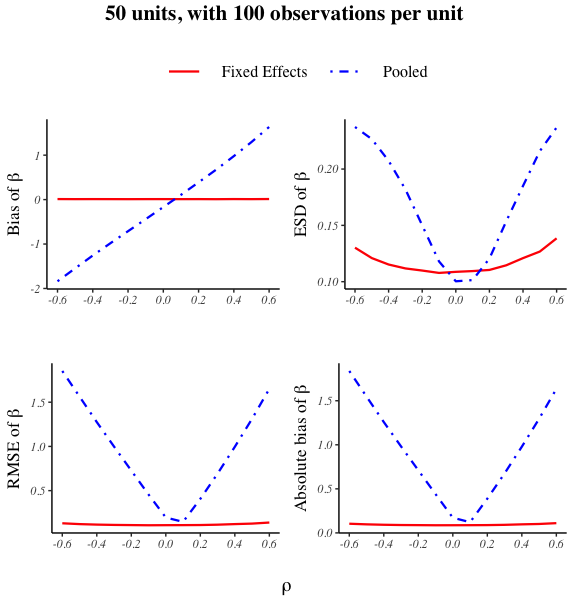 50 units, with 100 observations per unit
Fixed Effects Pooled
Bias of β
1
0
-1
-2
-0.6 -0.4 -0.2 0.0 0.2 0.4 0.6
ESD of β
0.20
0.15
0.10
-0.6 -0.4 -0.2 0.0 0.2 0.4 0.6
RMSE of β
1.5
1.0
0.5
-0.6 -0.4 -0.2 0.0 0.2 0.4 0.6
Absolute bias of β
1.5
1.0
0.5
0.0
-0.6 -0.4 -0.2 0.0 0.2 0.4 0.6
ρ